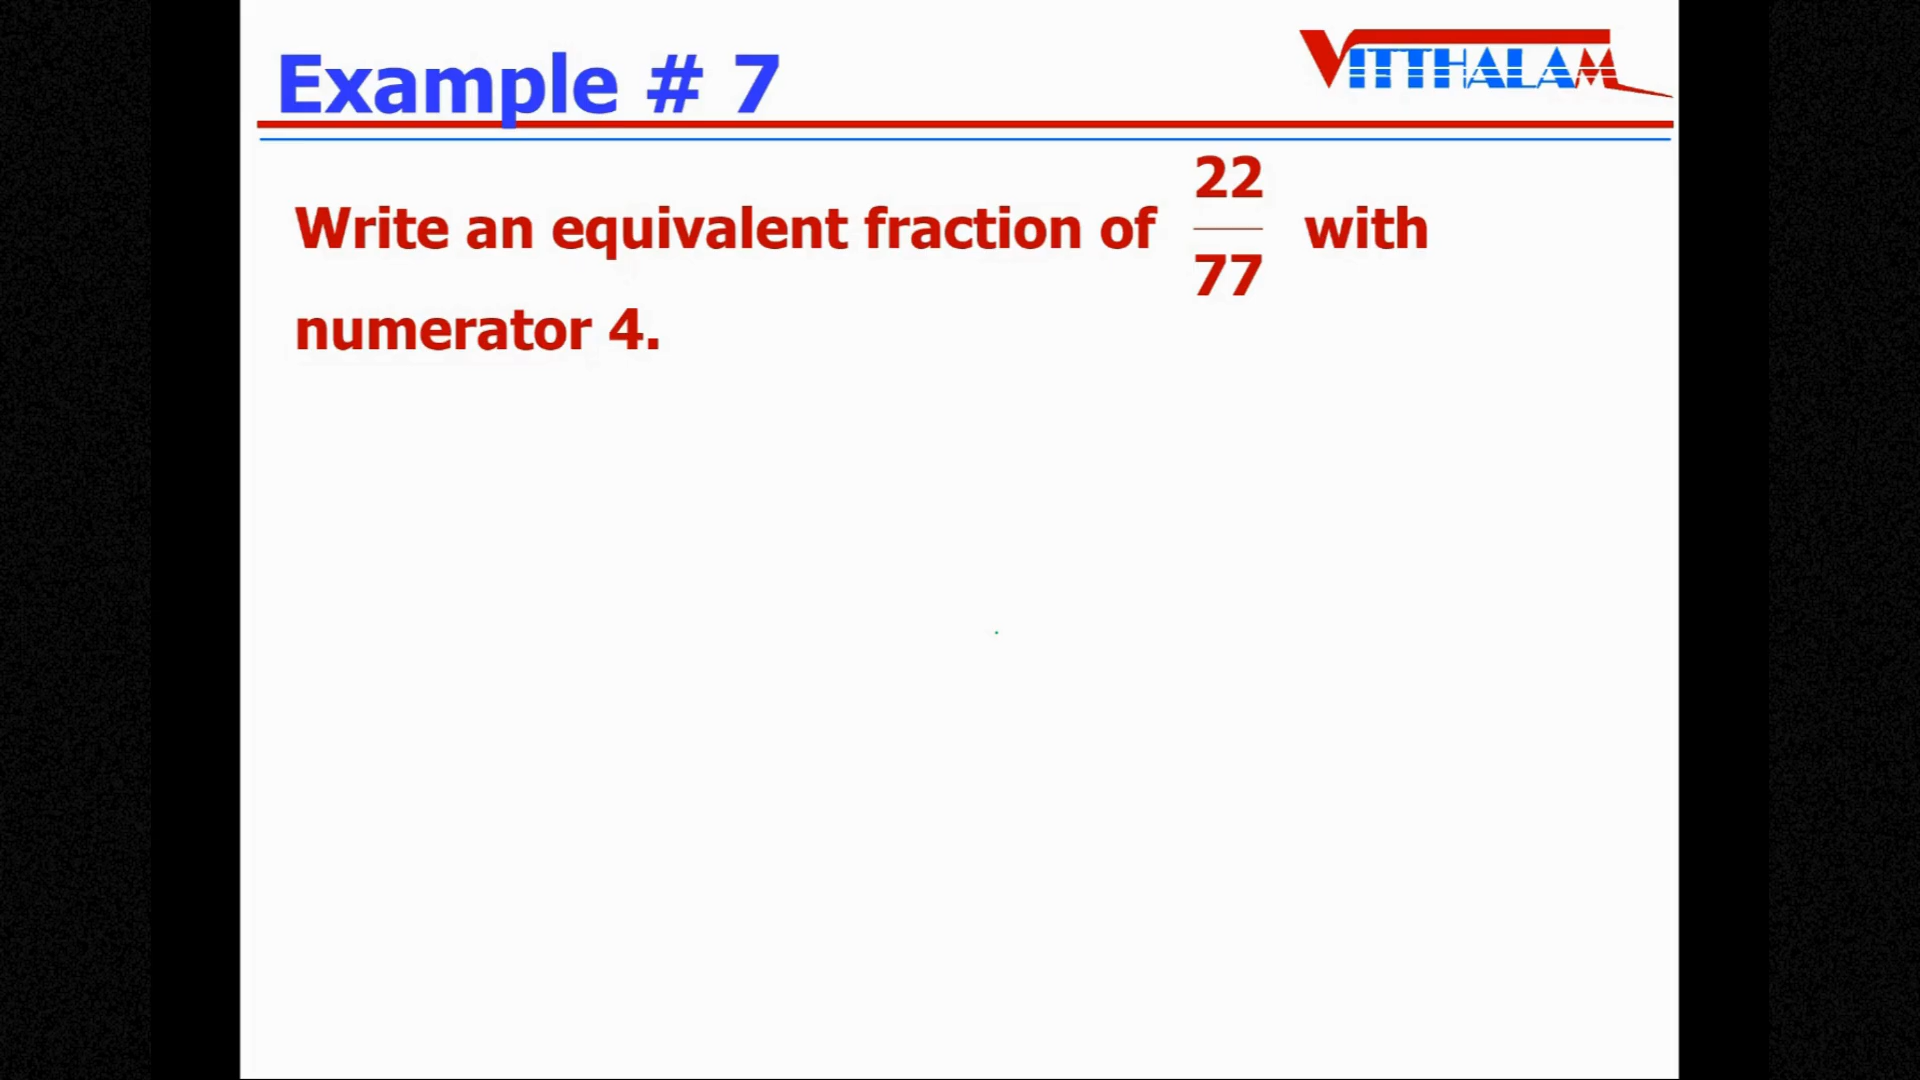 Example # 7
VITTHALAM
Write an equivalent fraction of 22/77 with
numerator 4.